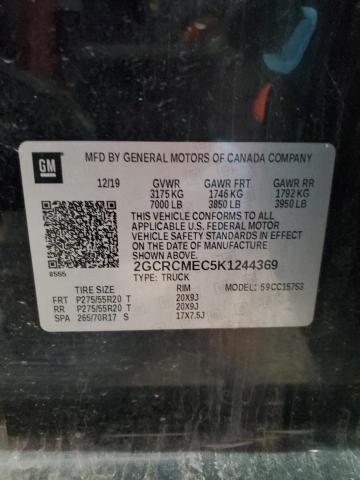 GM
MFD BY GENERAL MOTORS OF CANADA COMPANY
12/19 GVWR GAWR FRT GAWR RR
3175 KG 1746 KG 1792 KG
7000 LB 3850 LB 3950 LB
THIS VEHICLE CONFORMS TO ALL
APPLICABLE U.S. FEDERAL MOTOR
VEHICLE SAFETY STANDARDS IN
EFFECT ON THE DATE OF MANUFACTURE
SHOWN ABOVE.
2GCRCMEC5K1244369
8555 TYPE: TRUCK
TIRE SIZE RIM MODEL: 59CC15753
FRT P275/55R20 T 20X9J
RR P275/55R20 T 20X9J
SPA 265/70R17 S 17X7.5J